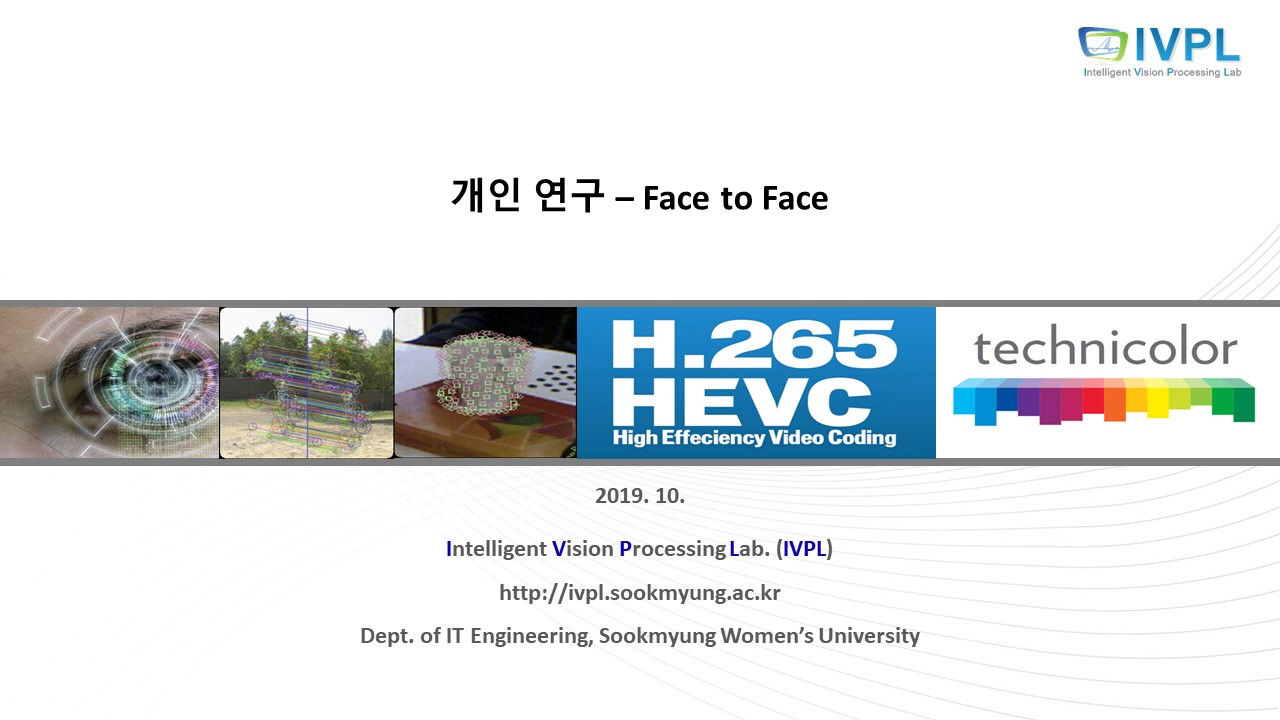 IVPL
Intelligent Vision Processing Lab
개인 연구 – Face to Face
H.265
HEVC
High Effeciency Video Coding
technicolor
2019. 10.
Intelligent Vision Processing Lab. (IVPL)
http://ivpl.sookmyung.ac.kr
Dept. of IT Engineering, Sookmyung Women’s University